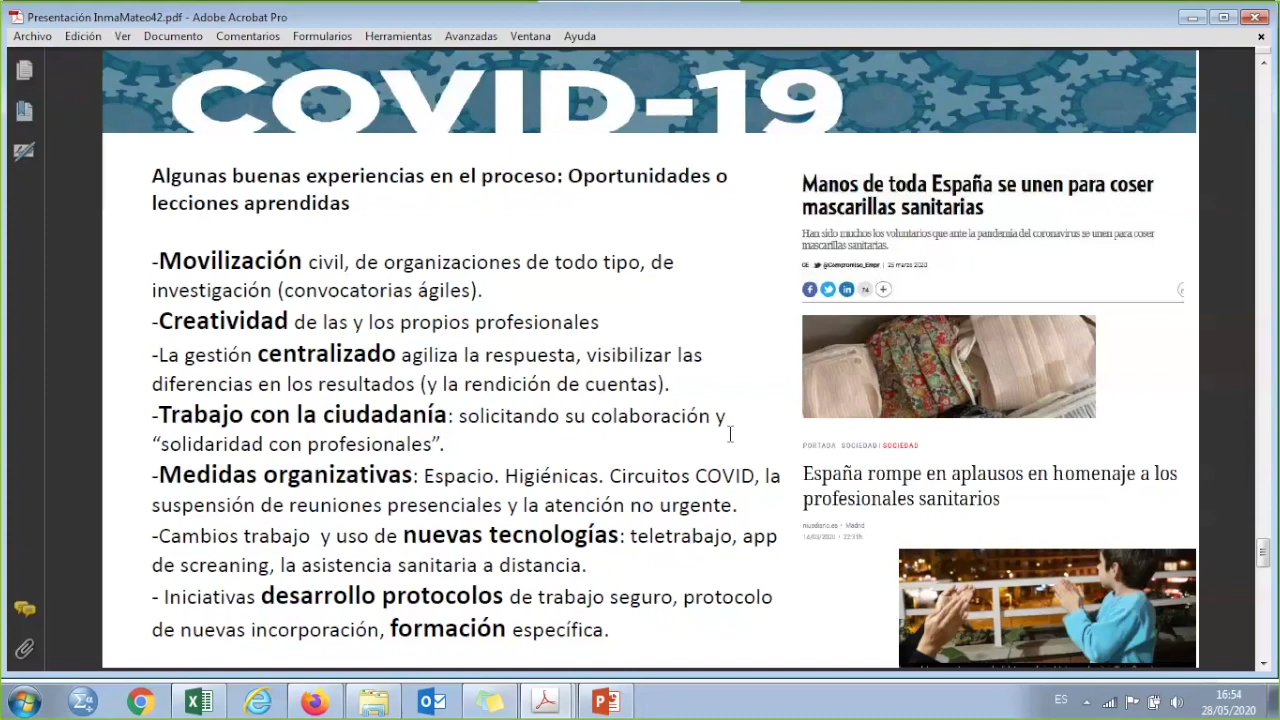 Presentación InmaMateo42.pdf - Adobe Acrobat Pro
Archivo Edición Ver Documento Comentarios Formularios Herramientas Avanzadas Ventana Ayuda
COVID-19
Algunas buenas experiencias en el proceso: Oportunidades o
lecciones aprendidas
-Movilización civil, de organizaciones de todo tipo, de
investigación (convocatorias ágiles).
-Creatividad de las y los propios profesionales
-La gestión centralizado agiliza la respuesta, visibilizar las
diferencias en los resultados (y la rendición de cuentas).
-Trabajo con la ciudadanía: solicitando su colaboración y
“solidaridad con profesionales”.
-Medidas organizativas: Espacio. Higiénicas. Circuitos COVID, la
suspensión de reuniones presenciales y la atención no urgente.
-Cambios trabajo y uso de nuevas tecnologías: teletrabajo, app
de screaning, la asistencia sanitaria a distancia.
- Iniciativas desarrollo protocolos de trabajo seguro, protocolo
de nuevas incorporación, formación específica.
Manos de toda España se unen para coser
mascarillas sanitarias
Han sido muchos los voluntarios que ante la pandemia del coronavirus se unen para coser
mascarillas sanitarias.
CE @Compromiso_Empr | 25 marzo 2020
74
PORTADA SOCIEDAD | SOCIEDAD
España rompe en aplausos en homenaje a los
profesionales sanitarios
Madrid
ES
16:54
28/05/2020